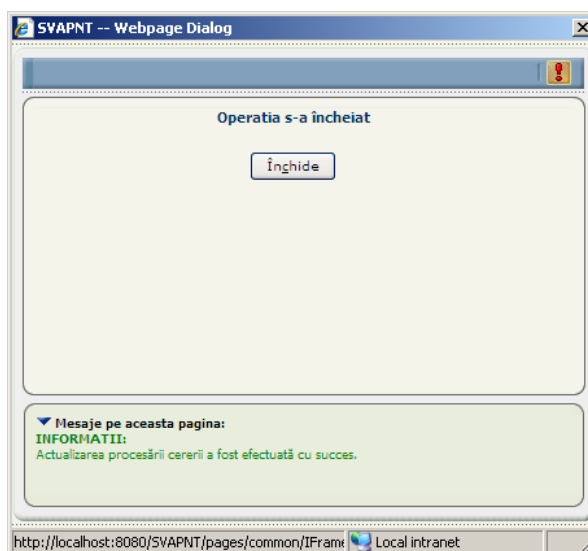 SVAPNT -- Webpage Dialog
Operatia s-a încheiat
Închide
Mesaje pe aceasta pagina:
INFORMATII:
Actualizarea procesării cererii a fost efectuată cu succes.
http://localhost:8080/SVAPNT/pages/common/IFrame Local intranet